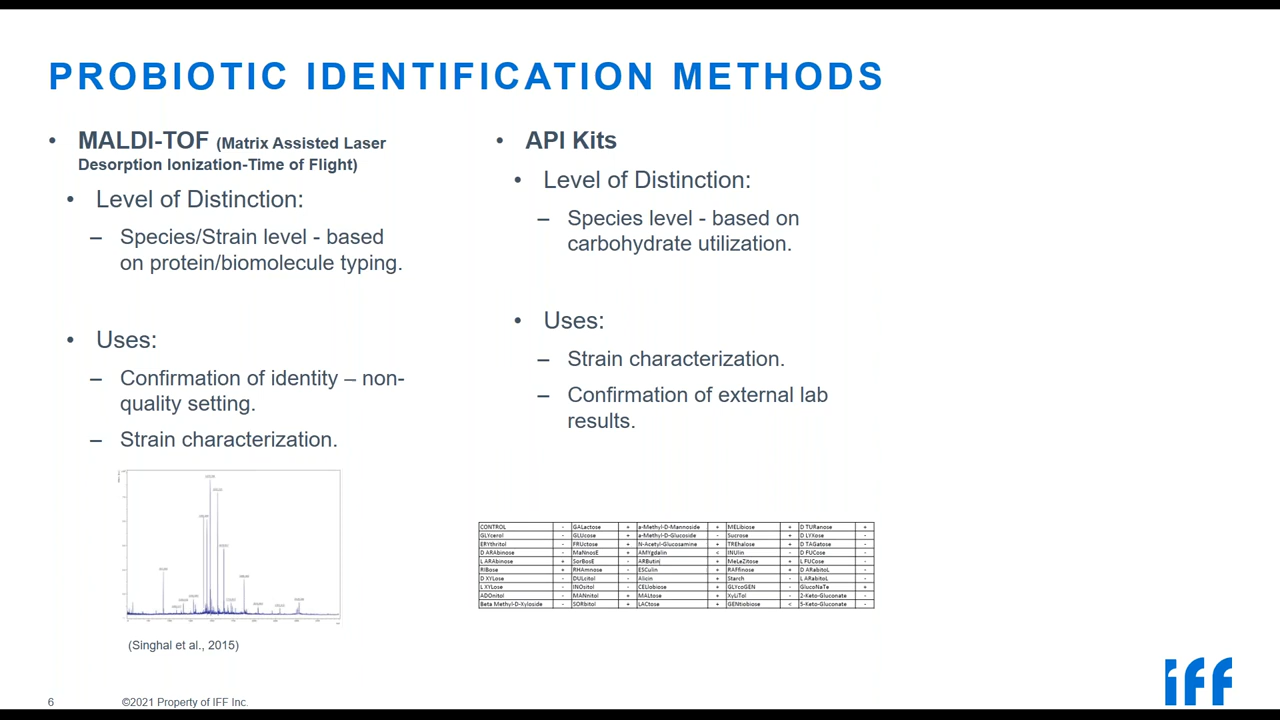 PROBIOTIC IDENTIFICATION METHODS
• MALDI-TOF (Matrix Assisted Laser
Desorption Ionization-Time of Flight)
• Level of Distinction:
– Species/Strain level - based
on protein/biomolecule typing.
• Uses:
– Confirmation of identity – non-
quality setting.
– Strain characterization.
(Singhal et al., 2015)
• API Kits
• Level of Distinction:
– Species level - based on
carbohydrate utilization.
• Uses:
– Strain characterization.
– Confirmation of external lab
results.
CONTROL - GALactose + a-Methyl-D-Mannoside + MELibiose + D TURanose +
GLYcerol - GLUcose + a-Methyl-D-Glucoside - Sucrose + D LYXose -
ERYthritol - FRUctose + N-Acetyl-Glucosamine + TREhalose + D TAGatose -
D ARAbinose - MaNnosE + AMYgdalin < INUlin - D FUCose -
L ARAbinose + SorBosE - ARButin + MeLeZitose + L FUCose -
RIBose + RHAmnose - ESCulin + RAFfinose + D ARabitoL -
D XYLose - DULcitol - Alicin + Starch - L ARabitoL -
L XYLose - INOsitol - CELlobiose + GLYcoGEN - GlucoNaTe +
ADOnitol - MANnitol + MALtose + XyLiTol - 2-Keto-Gluconate -
Beta Methyl-D-Xyloside - SORbitol + LACtose + GENtiobiose < 5-Keto-Gluconate -
6 ©2021 Property of IFF Inc.
iff